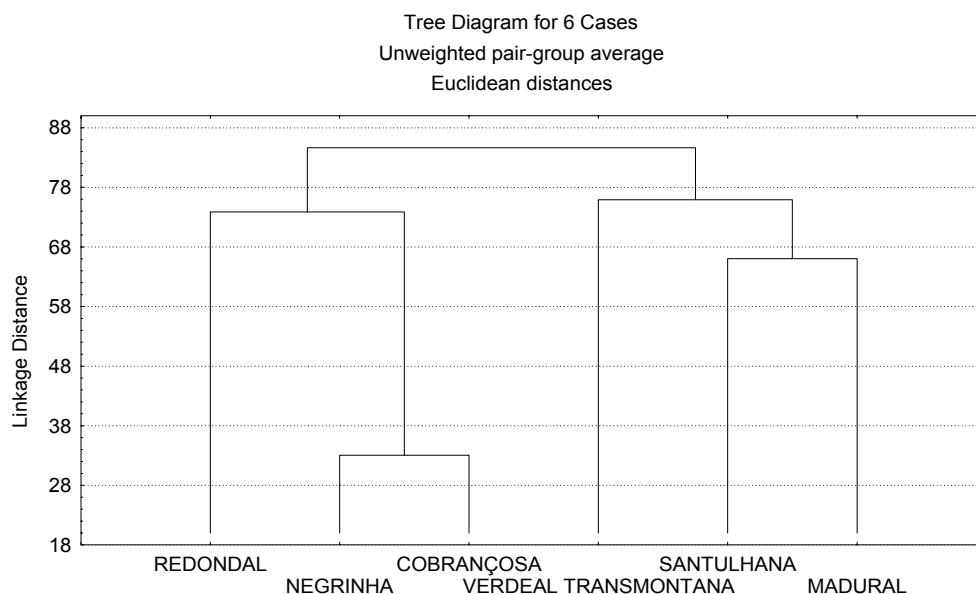 Tree Diagram for 6 Cases
Unweighted pair-group average
Euclidean distances
88
78
68
58
48
38
28
18
Linkage Distance
REDONDAL COBRANÇOSA SANTULHANA
NEGRINHA VERDEAL TRANSMONTANA MADURAL